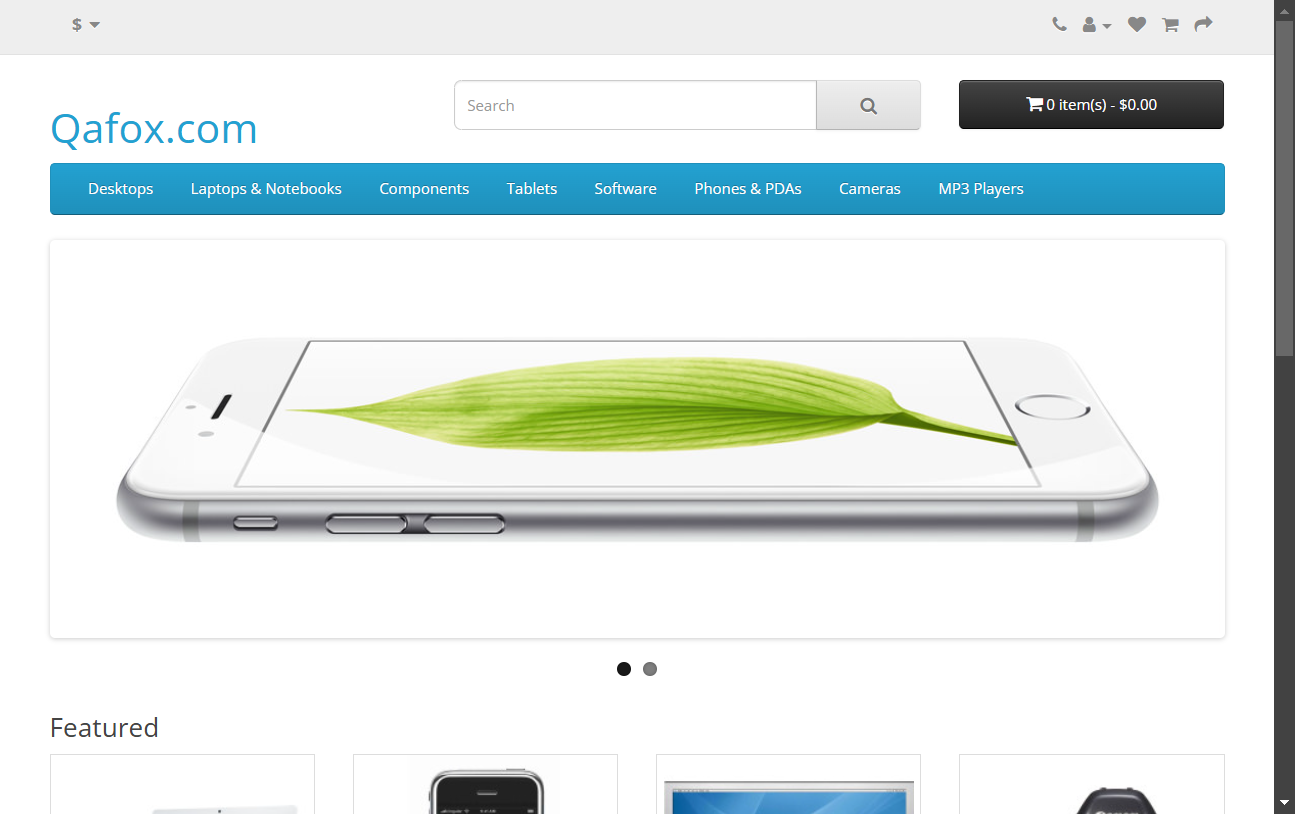 $
Search
0 item(s) - $0.00
Qafox.com
Desktops Laptops & Notebooks Components Tablets Software Phones & PDAs Cameras MP3 Players
Featured